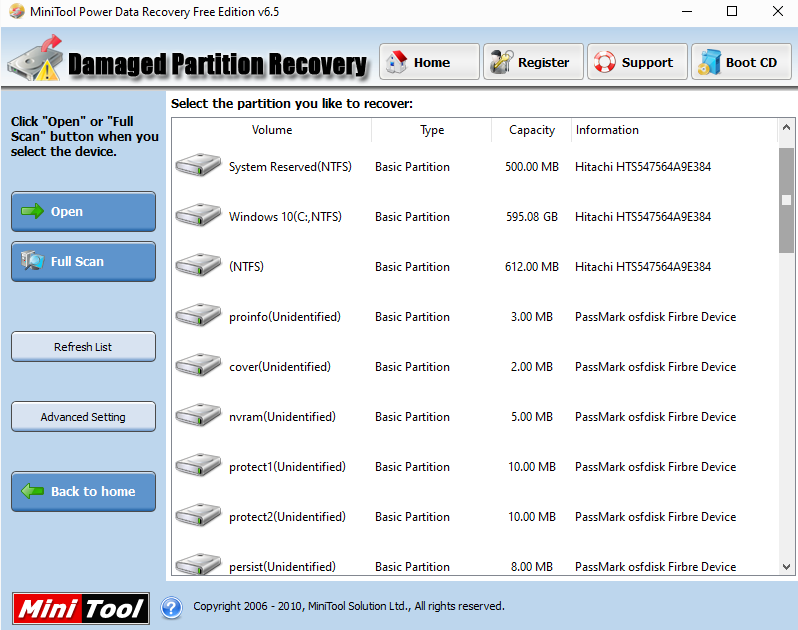 MiniTool Power Data Recovery Free Edition v6.5
Damaged Partition Recovery
Home
Register
Support
Boot CD
Click "Open" or "Full
Scan" button when you
select the device.
Open
Full Scan
Refresh List
Advanced Setting
Back to home
Select the partition you like to recover:
Volume Type Capacity Information
System Reserved(NTFS) Basic Partition 500.00 MB Hitachi HTS547564A9E384
Windows 10(C:,NTFS) Basic Partition 595.08 GB Hitachi HTS547564A9E384
(NTFS) Basic Partition 612.00 MB Hitachi HTS547564A9E384
proinfo(Unidentified) Basic Partition 3.00 MB PassMark osfdisk Firbre Device
cover(Unidentified) Basic Partition 2.00 MB PassMark osfdisk Firbre Device
nvram(Unidentified) Basic Partition 5.00 MB PassMark osfdisk Firbre Device
protect1(Unidentified) Basic Partition 10.00 MB PassMark osfdisk Firbre Device
protect2(Unidentified) Basic Partition 10.00 MB PassMark osfdisk Firbre Device
persist(Unidentified) Basic Partition 8.00 MB PassMark osfdisk Firbre Device
Mini Tool
? Copyright 2006 - 2010, MiniTool Solution Ltd., All rights reserved.